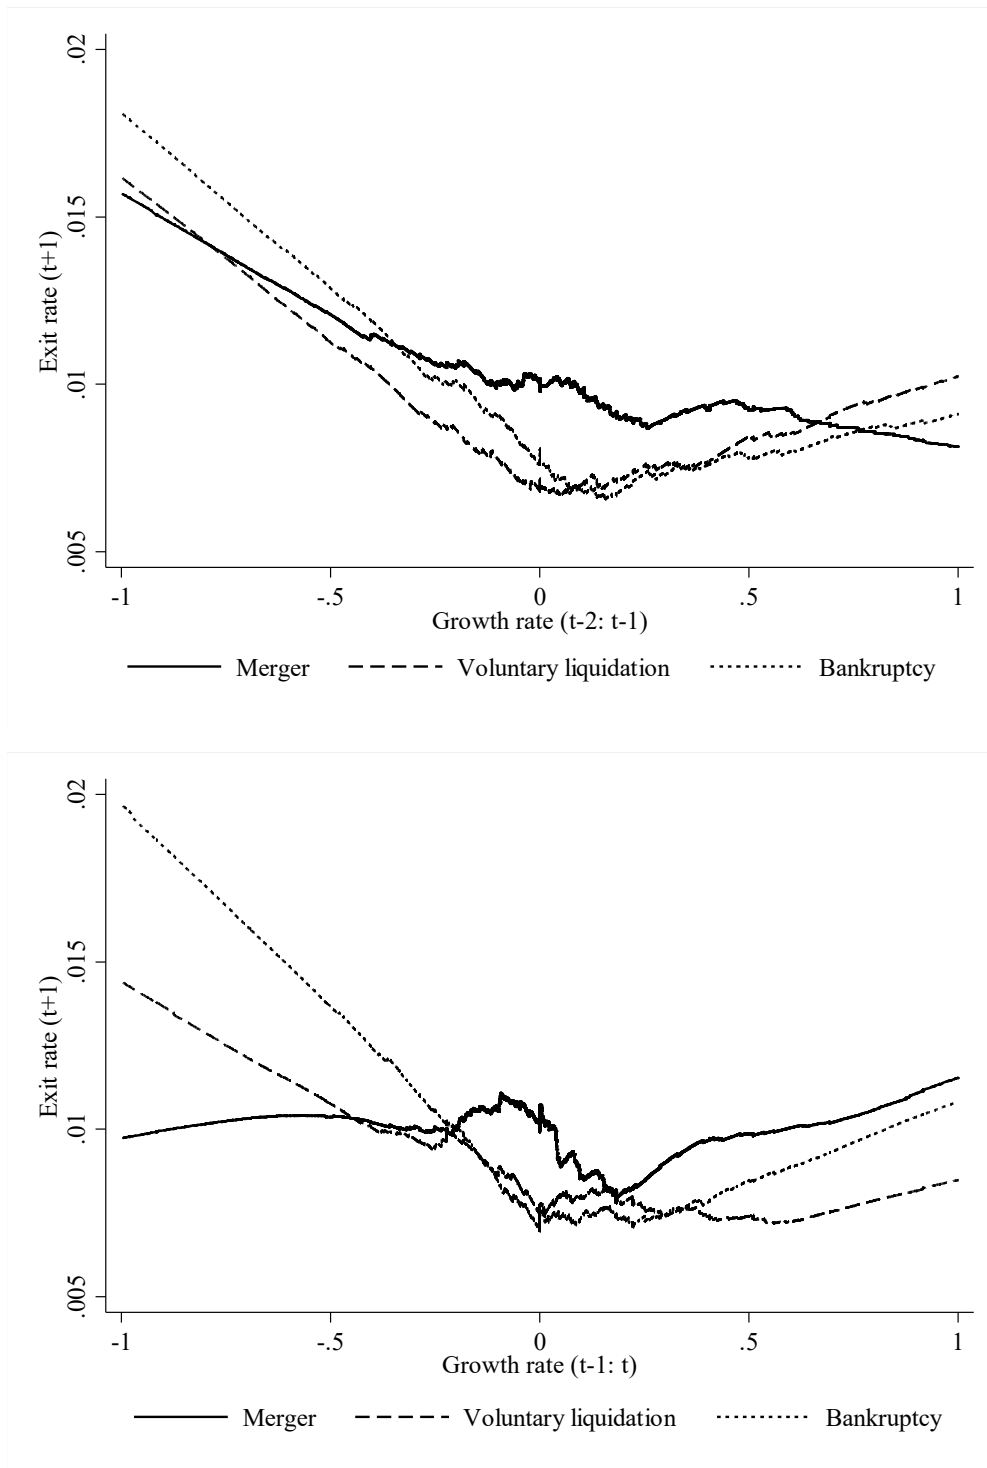 .02
.015
Exit rate (t+1)
.01
.005
-1 -.5 0 .5 1
Growth rate (t-2: t-1)
Merger Voluntary liquidation Bankruptcy
.02
.015
Exit rate (t+1)
.01
.005
-1 -.5 0 .5 1
Growth rate (t-1: t)
Merger Voluntary liquidation Bankruptcy